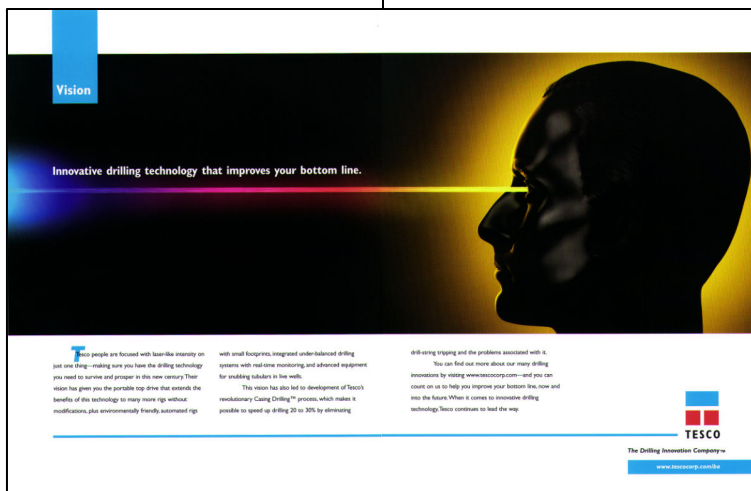 Vision
Innovative drilling technology that improves your bottom line.
Tesco people are focused with laser-like intensity on
just one thing—making sure you have the drilling technology
you need to survive and prosper in this new century. Their
vision has given you the portable top drive that extends the
benefits of this technology to many more rigs without
modifications, plus environmentally friendly, automated rigs
with small footprints, integrated under-balanced drilling
systems with real-time monitoring, and advanced equipment
for snubbing tubulars in live wells.
This vision has also led to development of Tesco's
revolutionary Casing Drilling™ process, which makes it
possible to speed up drilling 20 to 30% by eliminating
drill-string tripping and the problems associated with it.
You can find out more about our many drilling
innovations by visiting www.tescocorp.com—and you can
count on us to help you improve your bottom line, now and
into the future. When it comes to innovative drilling
technology, Tesco continues to lead the way.
TESCO
The Drilling Innovation Company℠
www.tescocorp.com/be